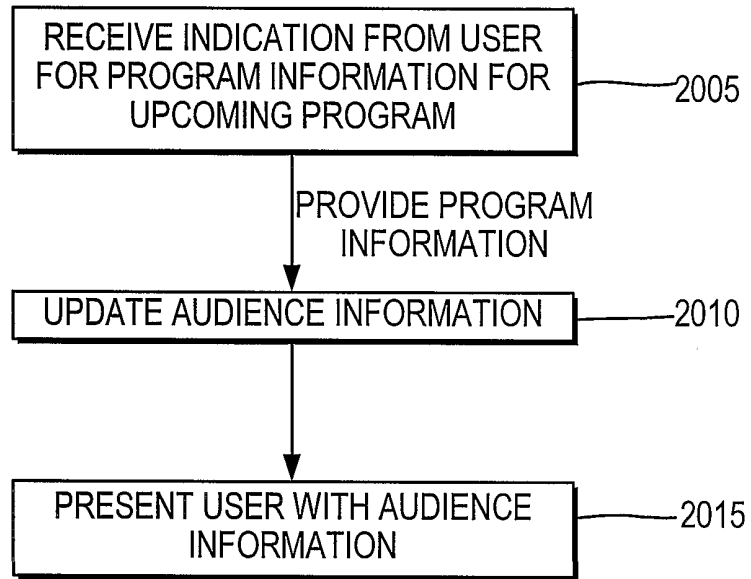 RECEIVE INDICATION FROM USER
FOR PROGRAM INFORMATION FOR
UPCOMING PROGRAM
2005
PROVIDE PROGRAM
INFORMATION
UPDATE AUDIENCE INFORMATION
2010
PRESENT USER WITH AUDIENCE
INFORMATION
2015